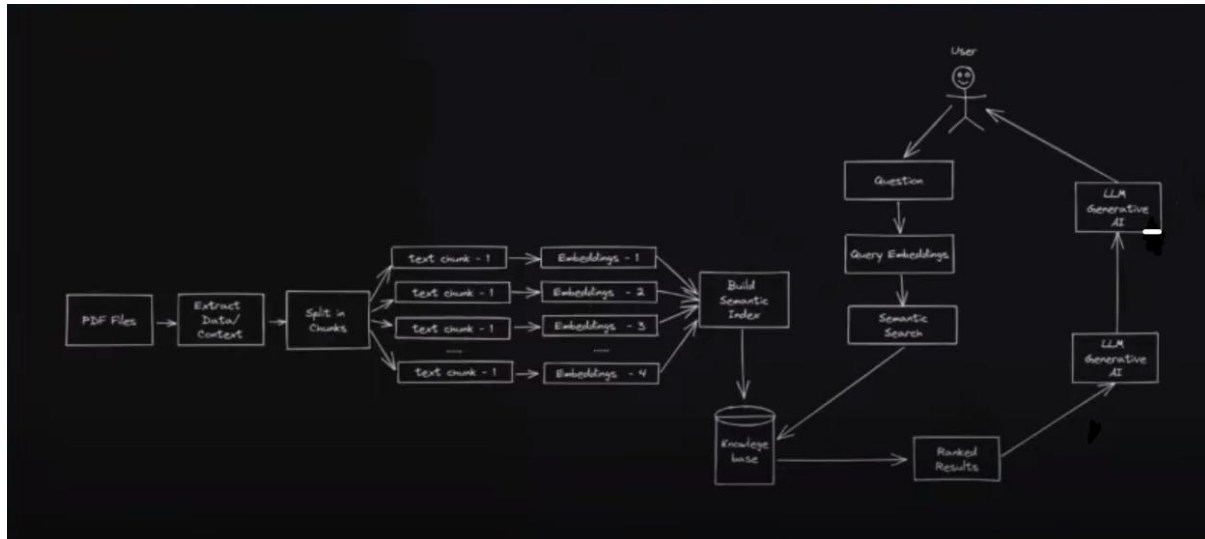 User
Question
Query Embeddings
Semantic
Search
LLM
Generative
AI
LLM
Generative
AI
PDF Files
Extract
Data/
Context
Split in
Chunks
text chunk - 1
Embeddings - 1
text chunk - 1
Embeddings - 2
text chunk - 1
Embeddings - 3
.....
.....
text chunk - 1
Embeddings - 4
Build
Semantic
Index
Knowlege
base
Ranked
Results